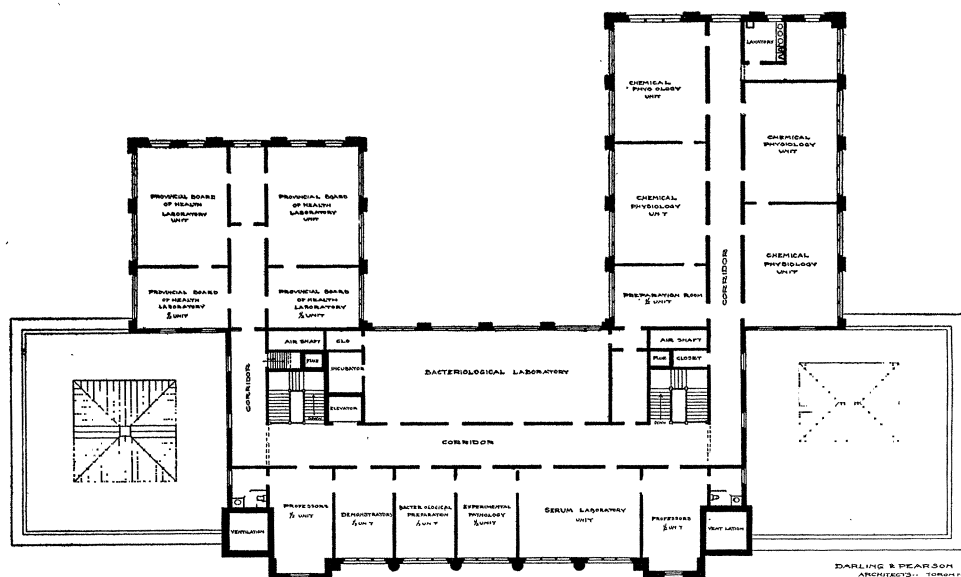 LAVATORY
CHEMICAL
PHYSIOLOGY
UNIT
CHEMICAL
PHYSIOLOGY
UNIT
PROVINCIAL BOARD
OF HEALTH
LABORATORY
UNIT
PROVINCIAL BOARD
OF HEALTH
LABORATORY
UNIT
CHEMICAL
PHYSIOLOGY
UNIT
CHEMICAL
PHYSIOLOGY
UNIT
CORRIDOR
PROVINCIAL BOARD
OF HEALTH
LABORATORY
½ UNIT
PROVINCIAL BOARD
OF HEALTH
LABORATORY
½ UNIT
PREPARATION ROOM
½ UNIT
AIR SHAFT
CLO
AIR SHAFT
FLUE
INCUBATOR
BACTERIOLOGICAL LABORATORY
FLUE
CLOSET
CORRIDOR
ELEVATOR
DOWN
DOWN
CORRIDOR
PROFESSORS
½ UNIT
DEMONSTRATORS
½ UNIT
BACTERIOLOGICAL
PREPARATION
½ UNIT
EXPERIMENTAL
PATHOLOGY
½ UNIT
SERUM LABORATORY
UNIT
PROFESSORS
½ UNIT
VENTILATION
VENTILATION
DARLING & PEARSON
ARCHITECTS